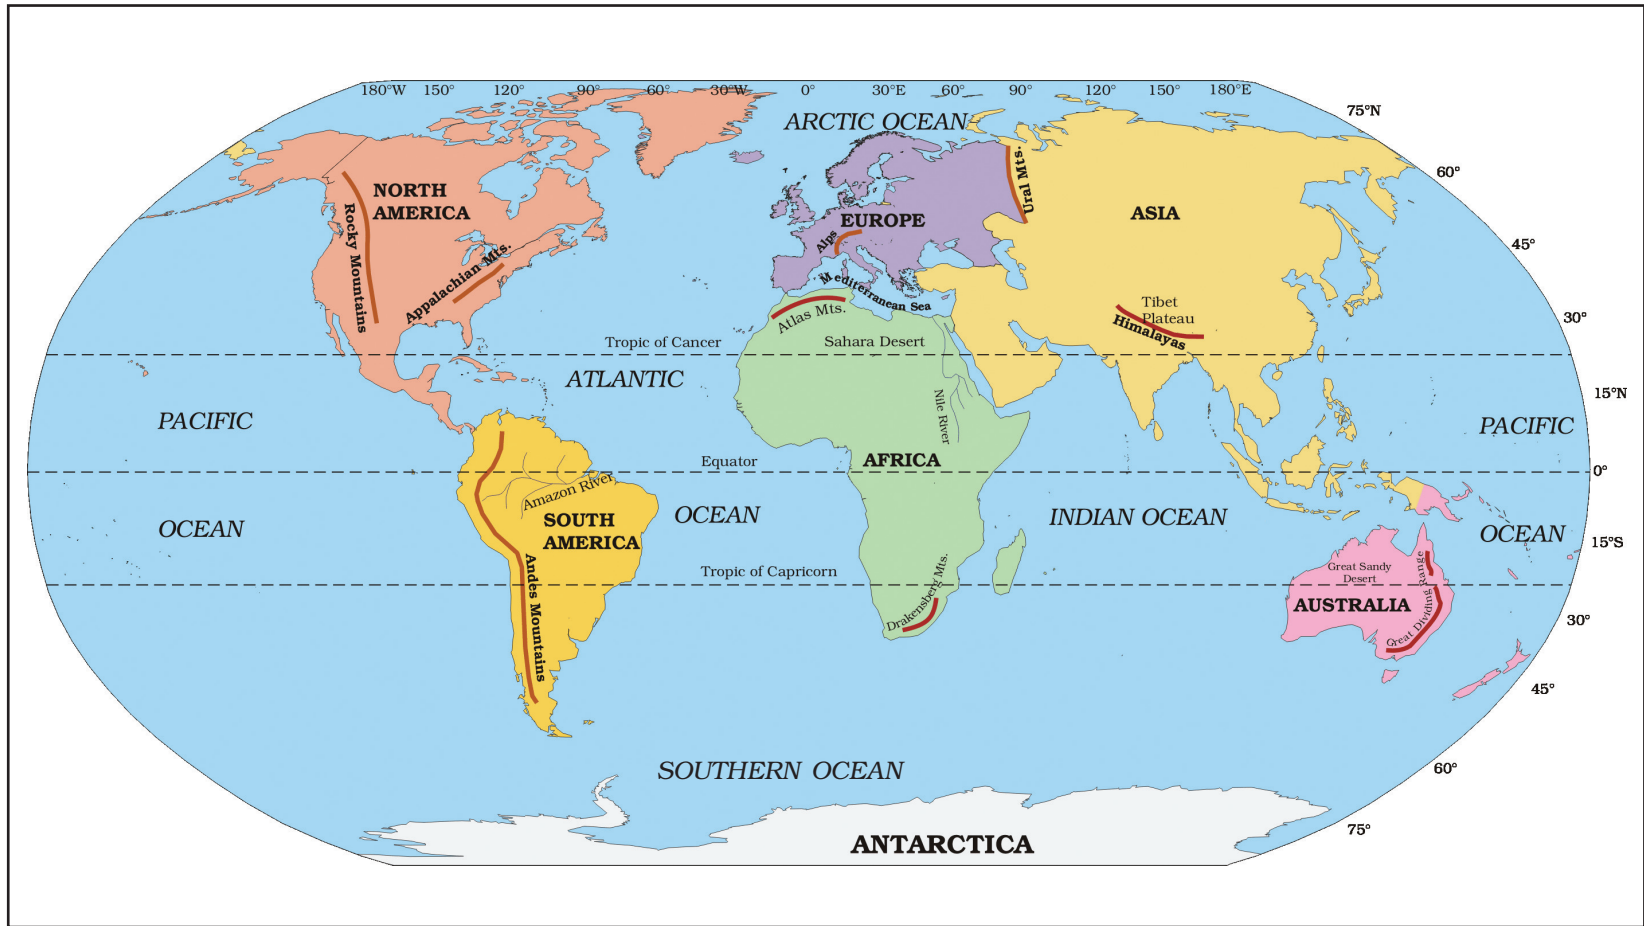 180°W 150° 120° 90° 60° 30°W 0° 30°E 60° 90° 120° 150° 180°E
75°N
ARCTIC OCEAN
60°
NORTH
AMERICA
EUROPE
ASIA
Ural Mts.
Rocky Mountains
Appalachian Mts.
Alps
45°
Mediterranean Sea
Atlas Mts.
Tibet
Plateau
Himalayas
30°
Tropic of Cancer
Sahara Desert
ATLANTIC
15°N
Nile River
PACIFIC
PACIFIC
Equator
AFRICA
0°
Amazon River
SOUTH
AMERICA
OCEAN
OCEAN
INDIAN OCEAN
OCEAN
15°S
Andes Mountains
Tropic of Capricorn
Drakensberg Mts.
Great Sandy
Desert
AUSTRALIA
Great Dividing Range
30°
45°
SOUTHERN OCEAN
60°
75°
ANTARCTICA